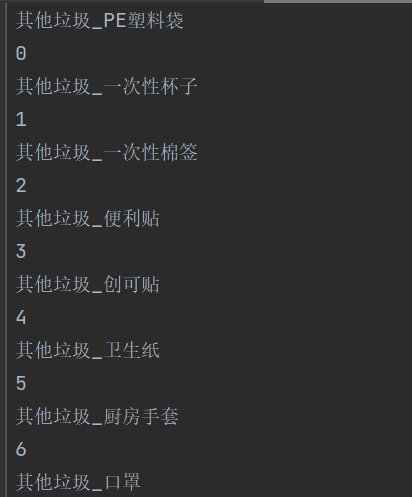 其他垃圾_PE塑料袋
0
其他垃圾_一次性杯子
1
其他垃圾_一次性棉签
2
其他垃圾_便利贴
3
其他垃圾_创可贴
4
其他垃圾_卫生纸
5
其他垃圾_厨房手套
6
其他垃圾_口罩